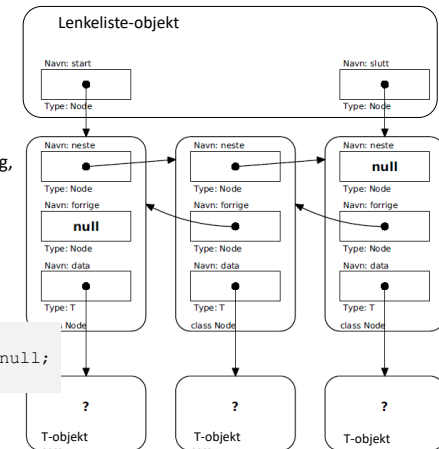 Lenkeliste-objekt
Navn: start
Navn: slutt
Type: Node
Type: Node
Navn: neste
Navn: neste
Navn: neste
g,
null
Type: Node
Type: Node
Type: Node
Navn: forrige
Navn: forrige
Navn: forrige
null
Type: Node
Type: Node
Type: Node
Navn: data
Navn: data
Navn: data
Type: T
Type: T
Type: T
Node
class Node
class Node
null;
?
?
?
T-objekt
T-objekt
T-objekt